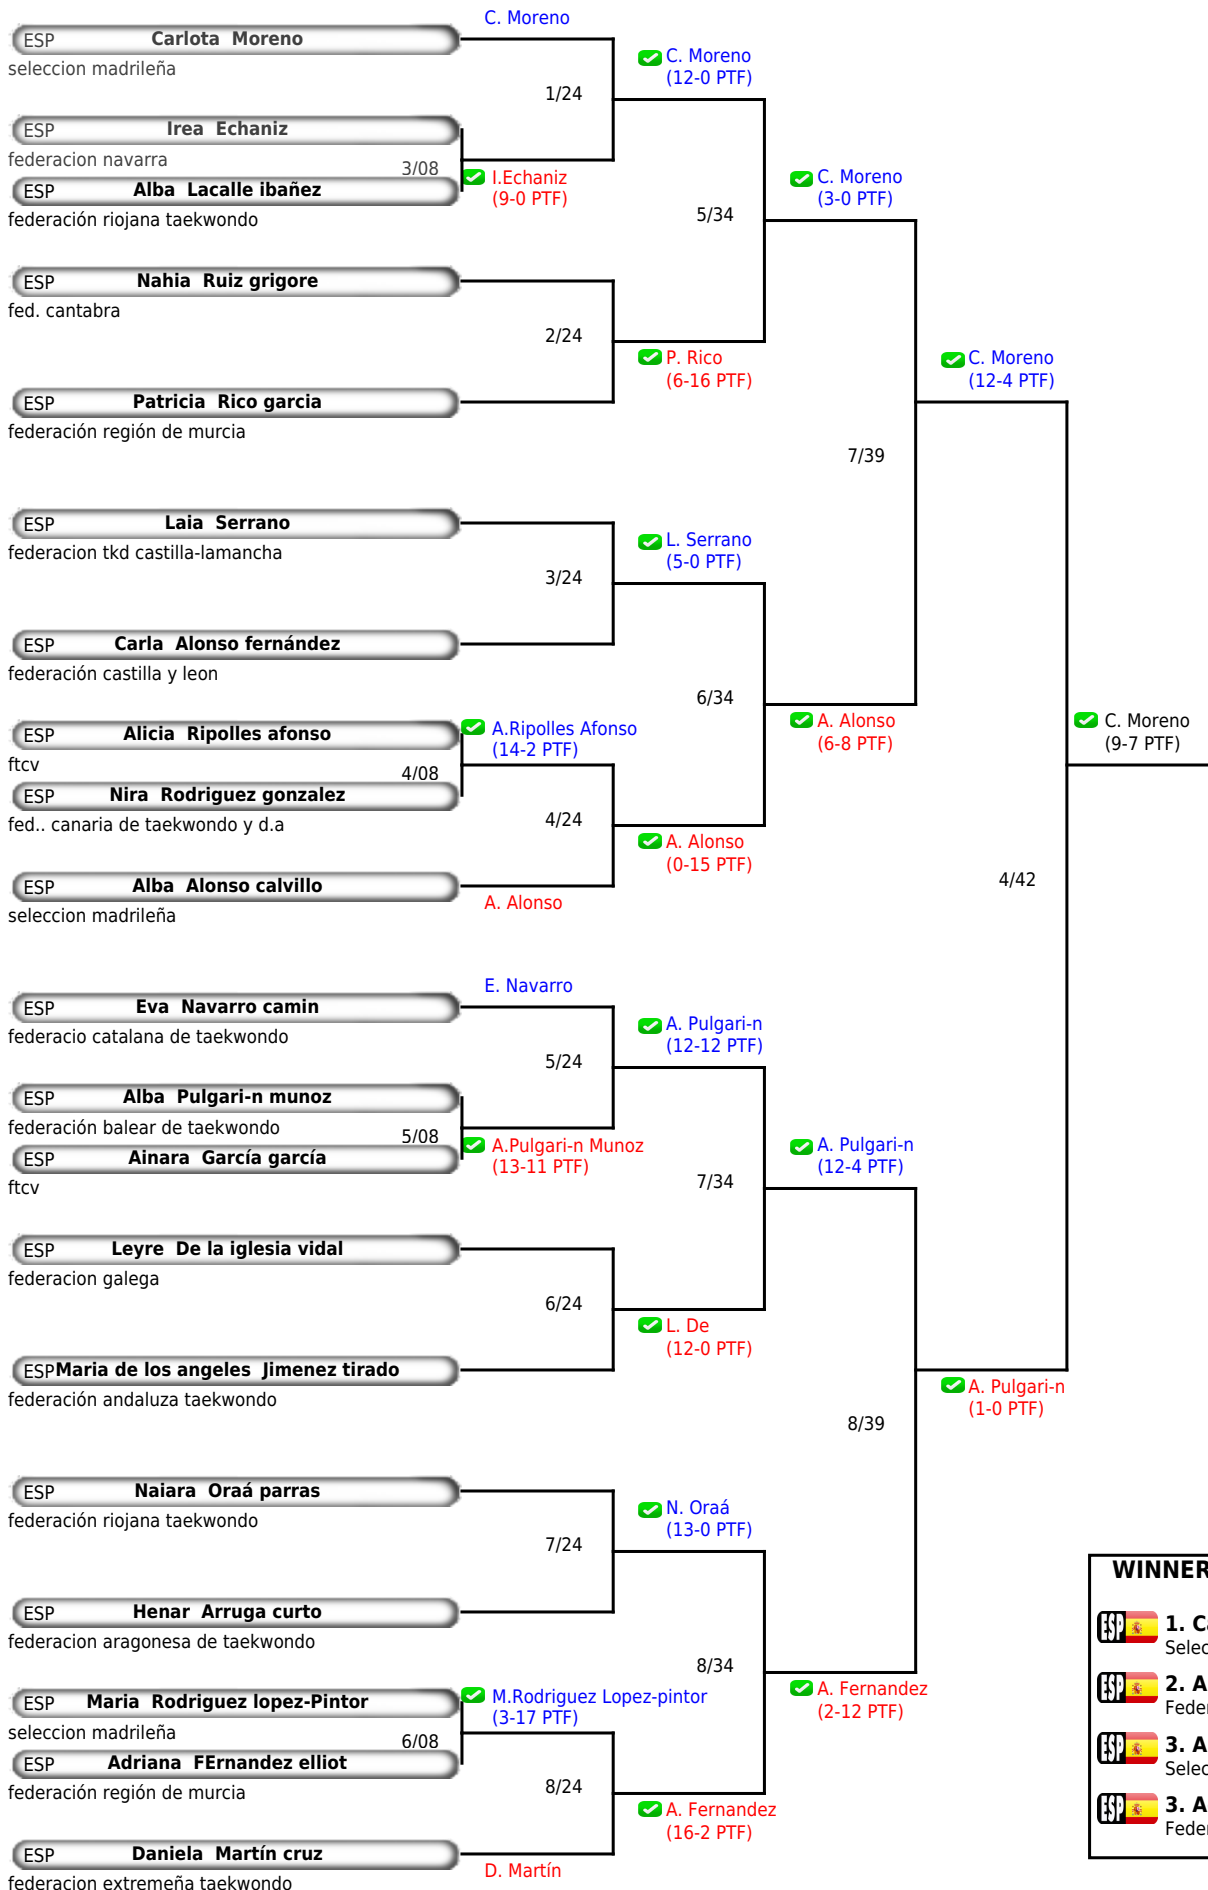 C. Moreno
ESP Carlota Moreno
seleccion madrileña
C. Moreno
(12-0 PTF)
1/24
ESP Irea Echaniz
federacion navarra
3/08
I.Echaniz
(9-0 PTF)
ESP Alba Lacalle ibañez
federación riojana taekwondo
C. Moreno
(3-0 PTF)
5/34
ESP Nahia Ruiz grigore
fed. cantabra
2/24
P. Rico
(6-16 PTF)
C. Moreno
(12-4 PTF)
ESP Patricia Rico garcia
federación región de murcia
7/39
ESP Laia Serrano
federacion tkd castilla-lamancha
L. Serrano
(5-0 PTF)
3/24
ESP Carla Alonso fernández
federación castilla y leon
6/34
ESP Alicia Ripolles afonso
ftcv
A.Ripolles Afonso
(14-2 PTF)
A. Alonso
(6-8 PTF)
C. Moreno
(9-7 PTF)
4/08
ESP Nira Rodriguez gonzalez
fed.. canaria de taekwondo y d.a
4/24
A. Alonso
(0-15 PTF)
ESP Alba Alonso calvillo
seleccion madrileña
A. Alonso
4/42
E. Navarro
ESP Eva Navarro camin
federacio catalana de taekwondo
A. Pulgari-n
(12-12 PTF)
5/24
ESP Alba Pulgari-n munoz
federación balear de taekwondo
5/08
A.Pulgari-n Munoz
(13-11 PTF)
ESP Ainara García garcía
ftcv
A. Pulgari-n
(12-4 PTF)
7/34
ESP Leyre De la iglesia vidal
federacion galega
6/24
L. De
(12-0 PTF)
ESP Maria de los angeles Jimenez tirado
federación andaluza taekwondo
A. Pulgari-n
(1-0 PTF)
8/39
ESP Naiara Oraá parras
federación riojana taekwondo
N. Oraá
(13-0 PTF)
7/24
ESP Henar Arruga curto
federacion aragonesa de taekwondo
8/34
ESP Maria Rodriguez lopez-Pintor
seleccion madrileña
M.Rodriguez Lopez-pintor
(3-17 PTF)
A. Fernandez
(2-12 PTF)
6/08
ESP Adriana FErnandez elliot
federación región de murcia
8/24
A. Fernandez
(16-2 PTF)
ESP Daniela Martín cruz
federacion extremeña taekwondo
D. Martín
WINNER
ESP 1. Ca
Selec
ESP 2. A
Feder
ESP 3. A
Selec
ESP 3. A
Feder